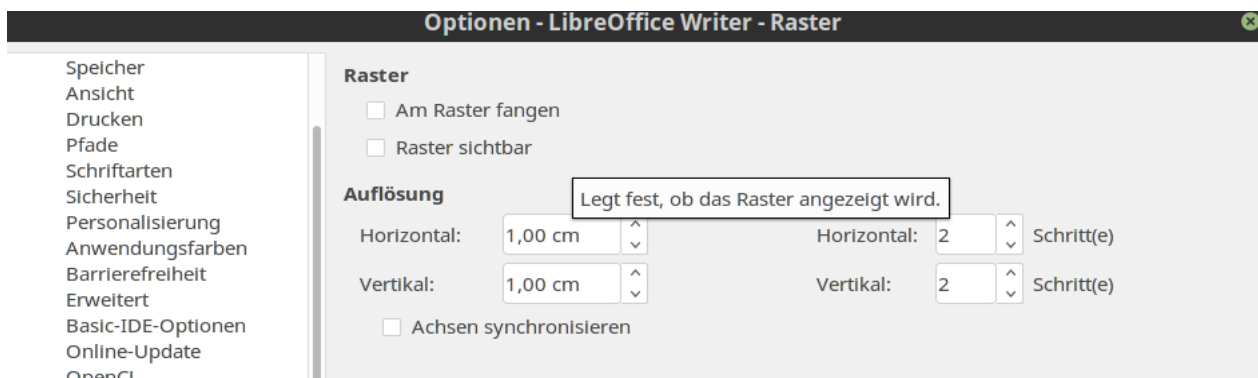 Optionen - LibreOffice Writer - Raster
Speicher
Ansicht
Drucken
Pfade
Schriftarten
Sicherheit
Personalisierung
Anwendungsfarben
Barrierefreiheit
Erweitert
Basic-IDE-Optionen
Online-Update
OpenCL
Raster
Am Raster fangen
Raster sichtbar
Auflösung
Legt fest, ob das Raster angezeigt wird.
Horizontal: 1,00 cm Horizontal: 2 Schritt(e)
Vertikal: 1,00 cm Vertikal: 2 Schritt(e)
Achsen synchronisieren